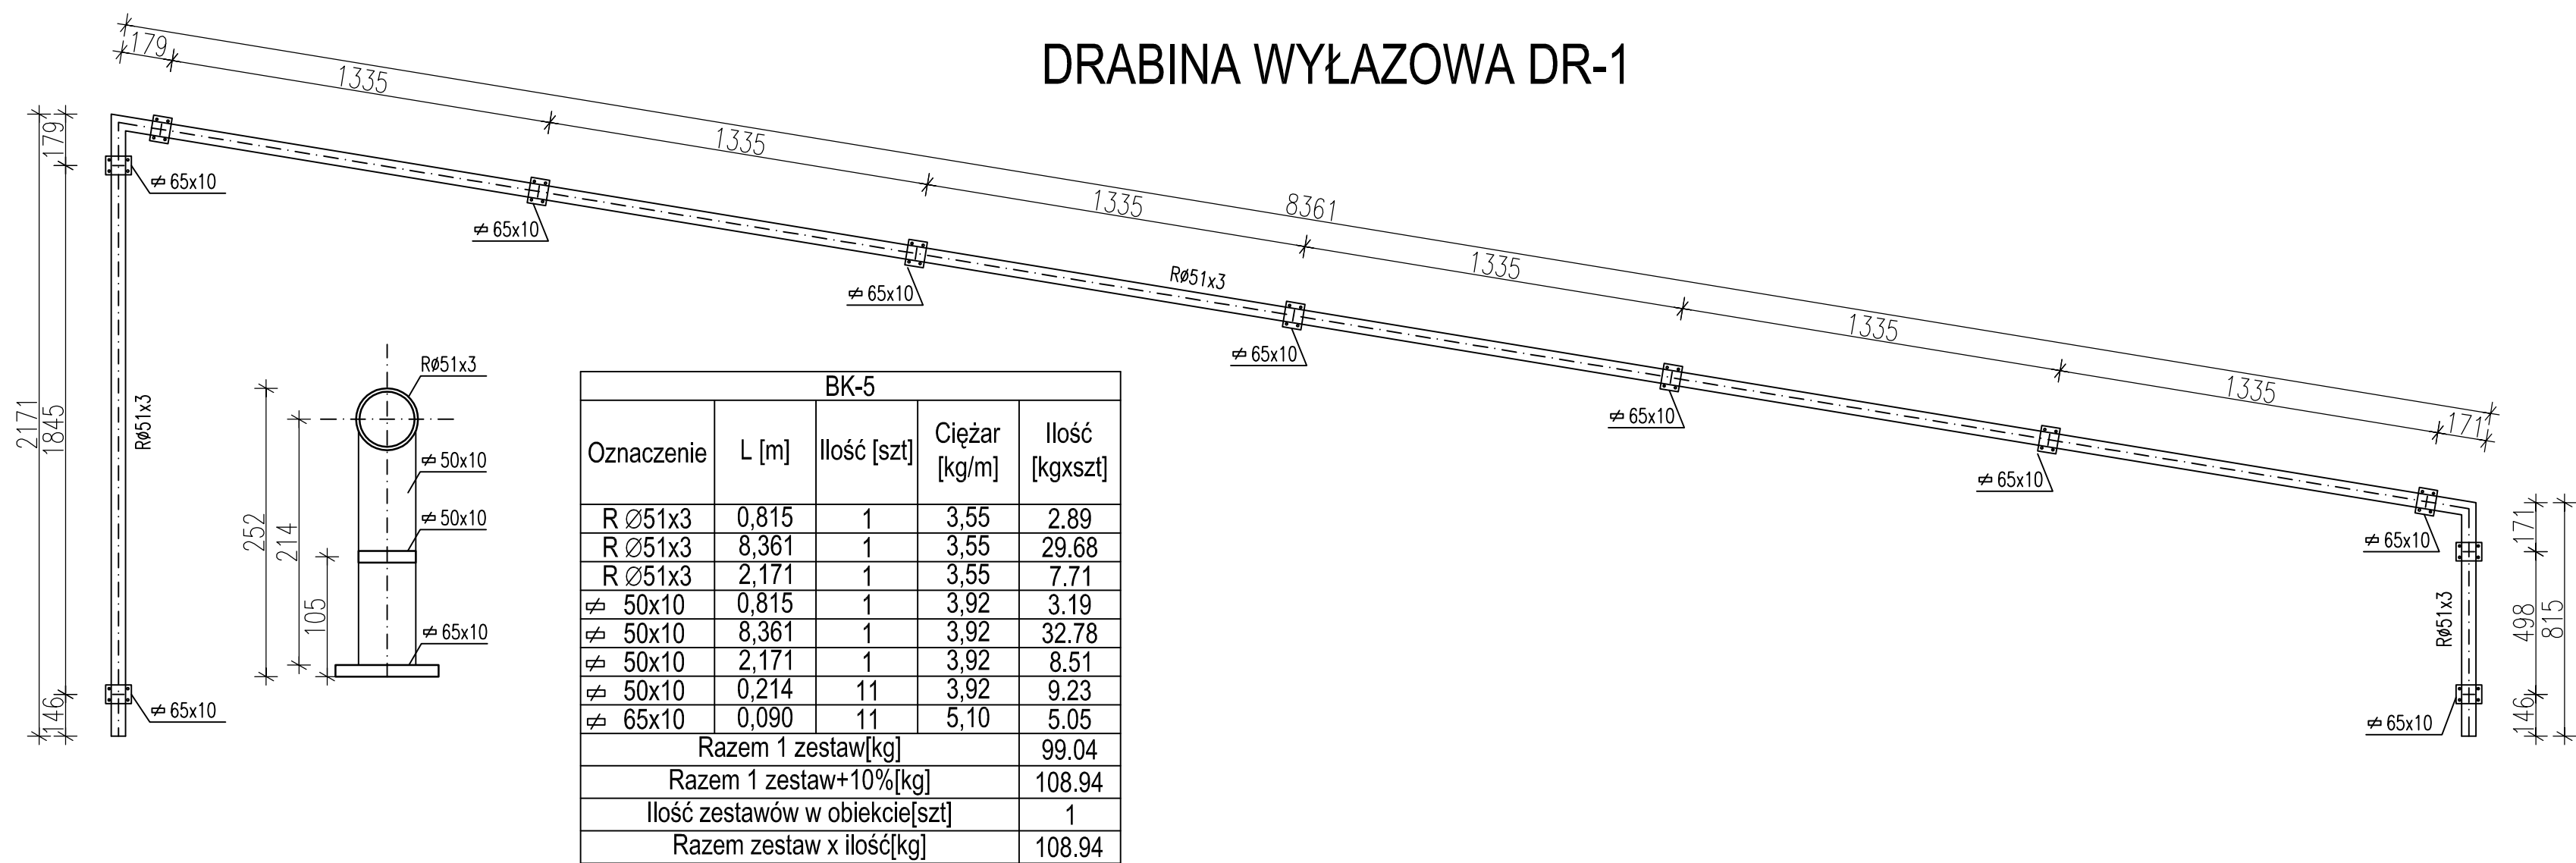 DRABINA WYŁAZOWA DR-1
179
1335
1335
1335
8361
1335
1335
1335
171
179
2171
1845
146
⌿ 65x10
RØ51x3
⌿ 65x10
⌿ 65x10
⌿ 65x10
RØ51x3
⌿ 65x10
⌿ 65x10
⌿ 65x10
⌿ 65x10
171
498
815
146
RØ51x3
⌿ 65x10
RØ51x3
⌿ 50x10
⌿ 50x10
⌿ 65x10
252
214
105
BK-5
Oznaczenie L [m] Ilość [szt] Ciężar [kg/m] Ilość [kgxszt]
R Ø51x3 0,815 1 3,55 2.89
R Ø51x3 8,361 1 3,55 29.68
R Ø51x3 2,171 1 3,55 7.71
⌿ 50x10 0,815 1 3,92 3.19
⌿ 50x10 8,361 1 3,92 32.78
⌿ 50x10 2,171 1 3,92 8.51
⌿ 50x10 0,214 11 3,92 9.23
⌿ 65x10 0,090 11 5,10 5.05
Razem 1 zestaw[kg] 99.04
Razem 1 zestaw+10%[kg] 108.94
Ilość zestawów w obiekcie[szt] 1
Razem zestaw x ilość[kg] 108.94